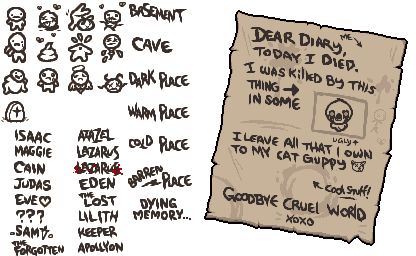 BASEMENT
CAVE
DARK PLACE
WARM PLACE
COLD PLACE
BARREN PLACE
DYING
MEMORY...
ISAAC
MAGGIE
CAIN
JUDAS
EVE♡
???
SAMS
THE
FORGOTTEN
AZAZEL
LAZARUS
LAZARUS
EDEN
THE
LOST
LILITH
KEEPER
APOLLYON
DEAR DIARY,
ME
TODAY I DIED.
I WAS KILLED BY THIS
THING →
IN SOME
UGLY
I LEAVE ALL THAT I OWN
TO MY CAT GUPPY
COOL STUFF!
GOODBYE CRUEL WORLD
XOXO